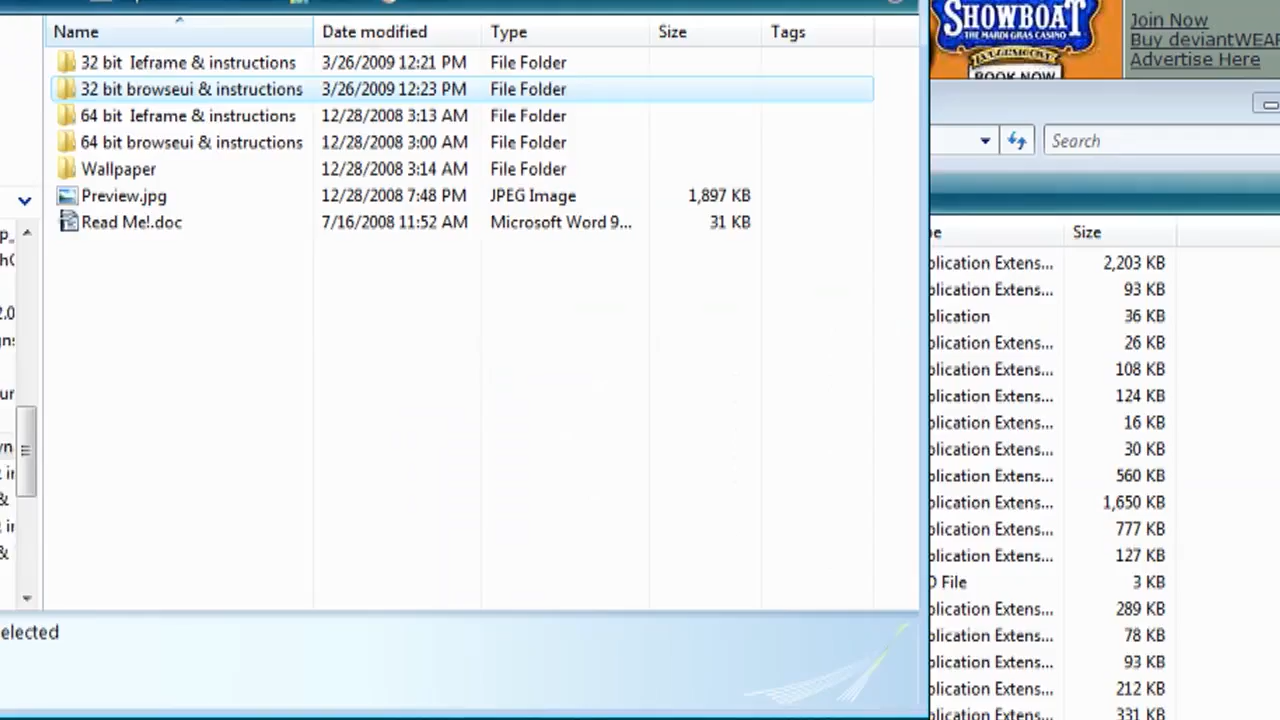 Name Date modified Type Size Tags
32 bit Ieframe & instructions 3/26/2009 12:21 PM File Folder
32 bit browseui & instructions 3/26/2009 12:23 PM File Folder
64 bit Ieframe & instructions 12/28/2008 3:13 AM File Folder
64 bit browseui & instructions 12/28/2008 3:00 AM File Folder
Wallpaper 12/28/2008 3:14 AM File Folder
Preview.jpg 12/28/2008 7:48 PM JPEG Image 1,897 KB
Read Me!.doc 7/16/2008 11:52 AM Microsoft Word 9... 31 KB
elected
SHOWBOAT
THE MARDI GRAS CASINO
BOOK NOW
Join Now
Buy deviantWEAR
Advertise Here
Search
Size
plication Extens... 2,203 KB
plication Extens... 93 KB
plication 36 KB
plication Extens... 26 KB
plication Extens... 108 KB
plication Extens... 124 KB
plication Extens... 16 KB
plication Extens... 30 KB
plication Extens... 560 KB
plication Extens... 1,650 KB
plication Extens... 777 KB
plication Extens... 127 KB
File 3 KB
plication Extens... 289 KB
plication Extens... 78 KB
plication Extens... 93 KB
plication Extens... 212 KB
plication Extens... 331 KB